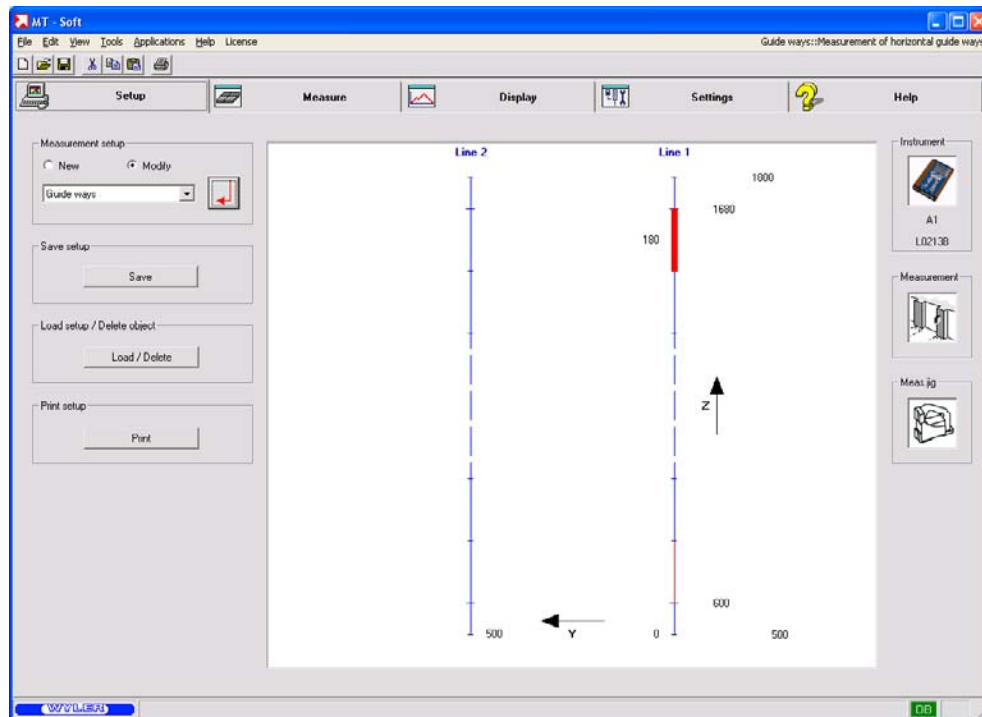 MT - Soft
File Edit View Tools Applications Help License
Guide ways::Measurement of horizontal guide ways
Setup
Measure
Display
Settings
Help
Measurement setup
New
Modify
Guide ways
Save setup
Save
Load setup / Delete object
Load / Delete
Print setup
Print
Line 2
Line 1
1800
1680
180
Z
600
500
Y
0
500
Instrument
A1
L0213B
Measurement
Meas.jig
WYLER
DB